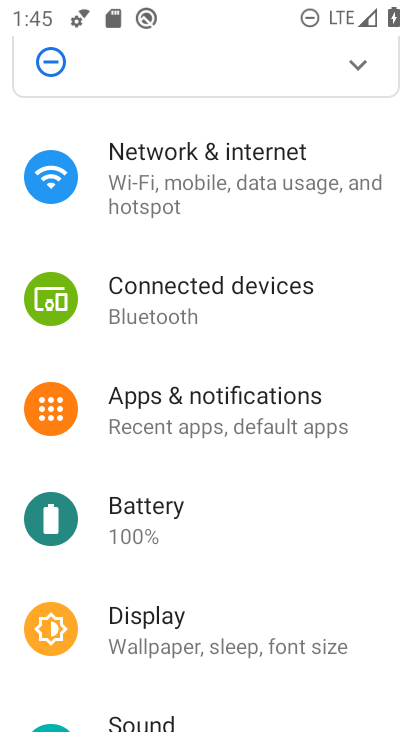 1:45
LTE
Network & internet
Wi-Fi, mobile, data usage, and
hotspot
Connected devices
Bluetooth
Apps & notifications
Recent apps, default apps
Battery
100%
Display
Wallpaper, sleep, font size
Sound